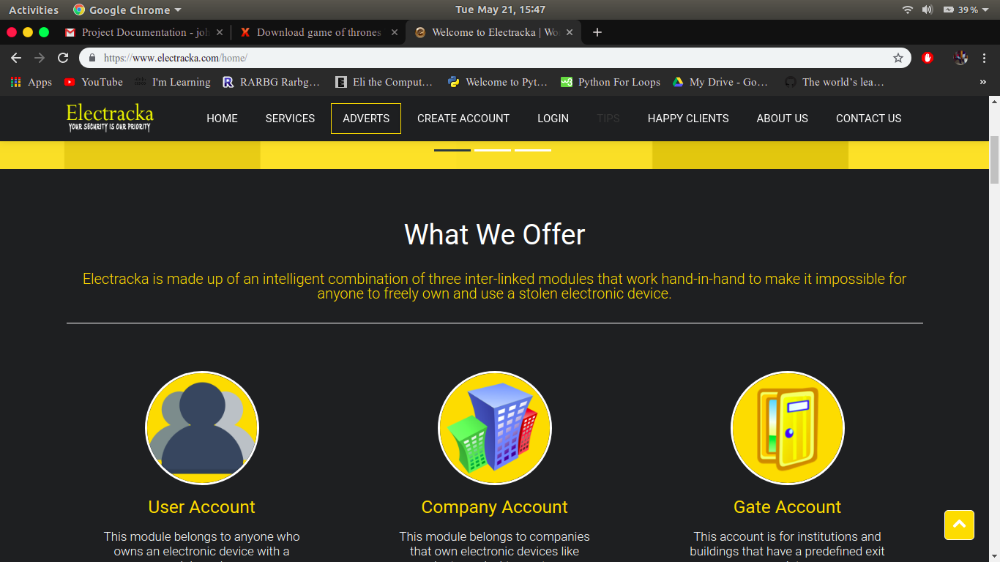 Activities
Google Chrome
Tue May 21, 15:47
39%
Project Documentation - joh
Download game of thrones
Welcome to Electracka | Wo
https://www.electracka.com/home/
Apps
YouTube
I'm Learning
RARBG Rarbg…
Eli the Comput…
Welcome to Pyt…
Python For Loops
My Drive - Go…
The world's lea…
»
Electracka
YOUR SECURITY IS OUR PRIORITY
HOME
SERVICES
ADVERTS
CREATE ACCOUNT
LOGIN
TIPS
HAPPY CLIENTS
ABOUT US
CONTACT US
What We Offer
Electracka is made up of an intelligent combination of three inter-linked modules that work hand-in-hand to make it impossible for
anyone to freely own and use a stolen electronic device.
User Account
This module belongs to anyone who
owns an electronic device with a
Company Account
This module belongs to companies
that own electronic devices like
Gate Account
This account is for institutions and
buildings that have a predefined exit